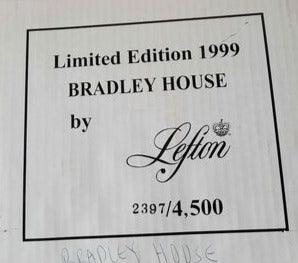 Limited Edition 1999
BRADLEY HOUSE
by
Lefton
2397/4,500
BRADLEY HOUSE